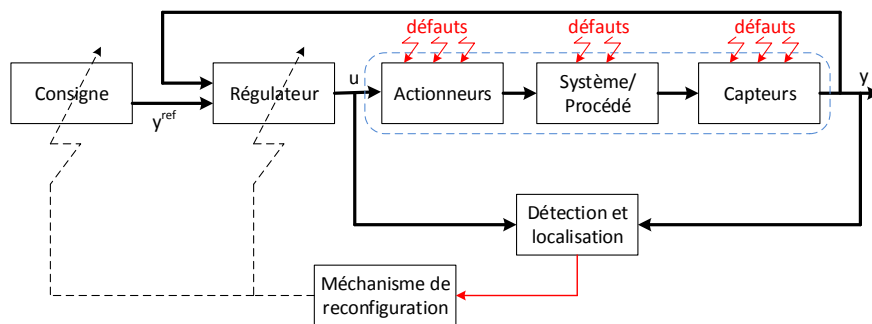 défauts
défauts
défauts
Consigne
y^ref
Régulateur
u
Actionneurs
Système/
Procédé
Capteurs
y
Détection et
localisation
Méchanisme de
reconfiguration